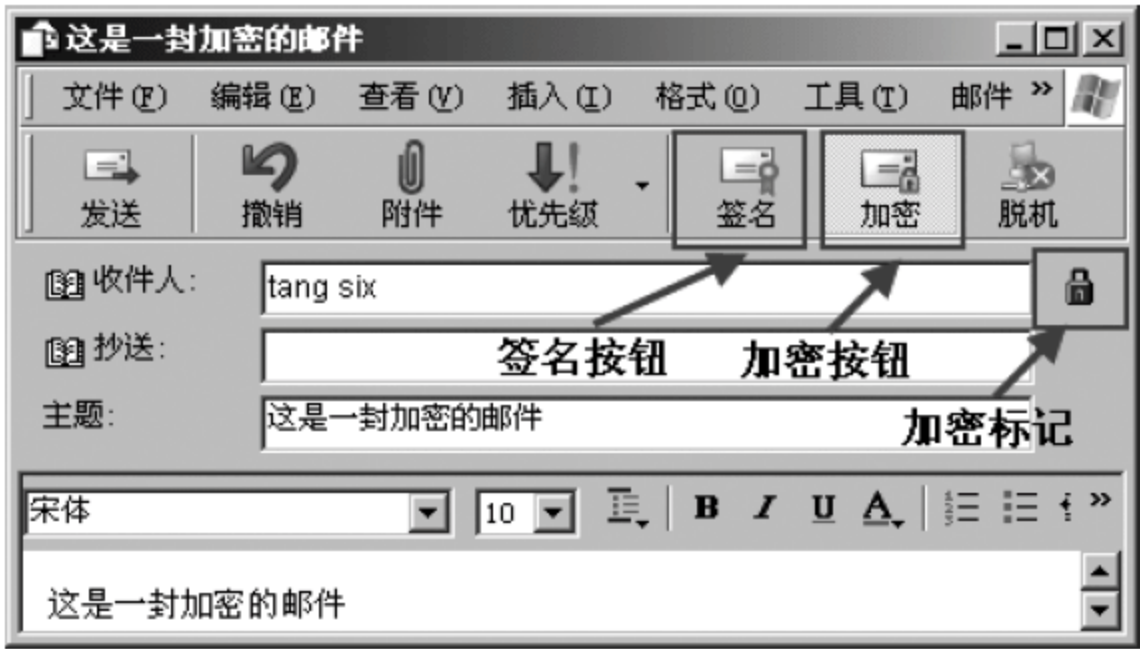 这是一封加密的邮件
文件(F) 编辑(E) 查看(V) 插入(I) 格式(O) 工具(T) 邮件 »
发送 撤销 附件 优先级 签名 加密 脱机
收件人: tang six
抄送:
签名按钮 加密按钮
主题: 这是一封加密的邮件
加密标记
宋体 10 B I U A »
这是一封加密的邮件